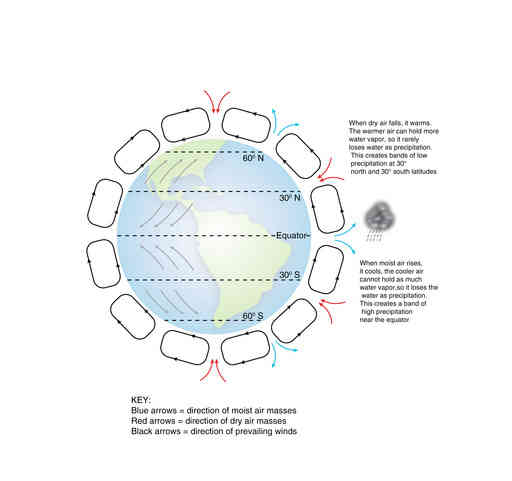 When dry air falls, it warms.
The warmer air can hold more
water vapor, so it rarely
loses water as precipitation.
This creates bands of low
precipitation at 30°
north and 30° south latitudes
60⁰ N
30⁰ N
Equator
30⁰ S
60⁰ S
When moist air rises,
it cools, the cooler air
cannot hold as much
water vapor,so it loses the
water as precipitation.
This creates a band of
high precipitation
near the equator
KEY:
Blue arrows = direction of moist air masses
Red arrows = direction of dry air masses
Black arrows = direction of prevailing winds